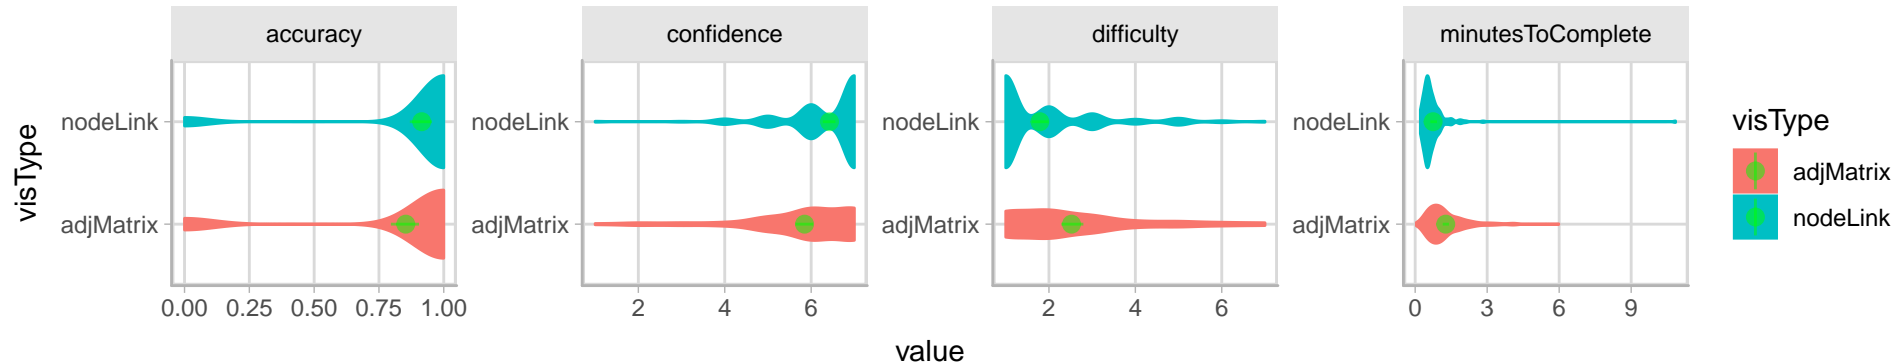 accuracy
confidence
difficulty
minutesToComplete
visType
nodeLink
adjMatrix
0.00 0.25 0.50 0.75 1.00
nodeLink
adjMatrix
2 4 6
nodeLink
adjMatrix
2 4 6
nodeLink
adjMatrix
0 3 6 9
value
visType
adjMatrix
nodeLink